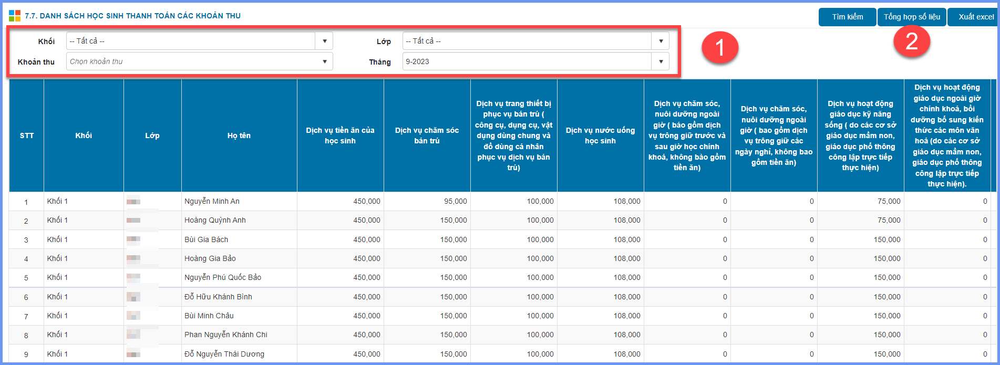 7.7. DANH SÁCH HỌC SINH THANH TOÁN CÁC KHOẢN THU
Tìm kiếm
Tổng hợp số liệu
Xuất excel
Khối
-- Tất cả --
Lớp
-- Tất cả --
1
2
Khoản thu
Chọn khoản thu
Tháng
9-2023
STT
Khối
Lớp
Họ tên
Dịch vụ tiền ăn của
học sinh
Dịch vụ chăm sóc
bán trú
Dịch vụ trang thiết bị
phục vụ bán trú (
công cụ, dụng cụ, vật
dụng dùng chung và
đồ dùng cá nhân
phục vụ dịch vụ bán
trú)
Dịch vụ nước uống
học sinh
Dịch vụ chăm sóc,
nuôi dưỡng ngoài
giờ ( báo gồm dịch
vụ trông giữ trước và
sau giờ học chính
khoá, không bào gồm
tiền ăn)
Dịch vụ chăm sóc,
nuôi dưỡng ngoài
giờ ( bao gồm dịch
vụ trông giữ các
ngày nghỉ, không bao
gồm tiền ăn)
Dịch vụ hoạt động
giáo dục kỹ năng
sống ( do các cơ sở
giáo dục mầm non,
giáo dục phổ thông
công lập trực tiếp
thực hiện)
Dịch vụ hoạt động
giáo dục ngoài giờ
chính khoá, bồi
dưỡng bổ sung kiến
thức các môn văn
hoá (do các cơ sở
giáo dục mầm non,
giáo dục phổ thông
công lập trực tiếp
thực hiện).
1 Khối 1 Nguyễn Minh An 450,000 95,000 100,000 108,000 0 0 75,000 0
2 Khối 1 Hoàng Quỳnh Anh 450,000 150,000 100,000 108,000 0 0 75,000 0
3 Khối 1 Bùi Gia Bách 450,000 150,000 100,000 108,000 0 0 150,000 0
4 Khối 1 Hoàng Gia Bảo 450,000 150,000 100,000 108,000 0 0 150,000 0
5 Khối 1 Nguyễn Phú Quốc Bảo 450,000 150,000 100,000 108,000 0 0 150,000 0
6 Khối 1 Đỗ Hữu Khánh Bình 450,000 150,000 100,000 108,000 0 0 150,000 0
7 Khối 1 Bùi Minh Châu 450,000 150,000 100,000 108,000 0 0 150,000 0
8 Khối 1 Phan Nguyễn Khánh Chi 450,000 150,000 100,000 108,000 0 0 150,000 0
9 Khối 1 Đỗ Nguyễn Thái Dương 450,000 150,000 100,000 108,000 0 0 150,000 0